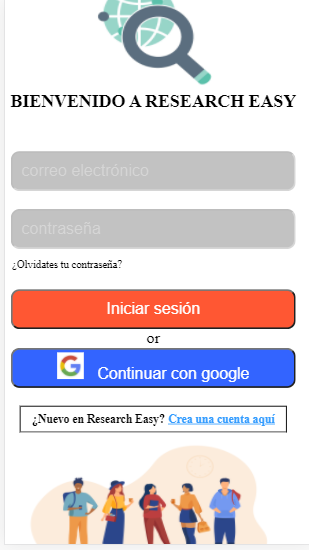 BIENVENIDO A RESEARCH EASY
correo electrónico
contraseña
¿Olvidates tu contraseña?
Iniciar sesión
or
Continuar con google
¿Nuevo en Research Easy? Crea una cuenta aquí